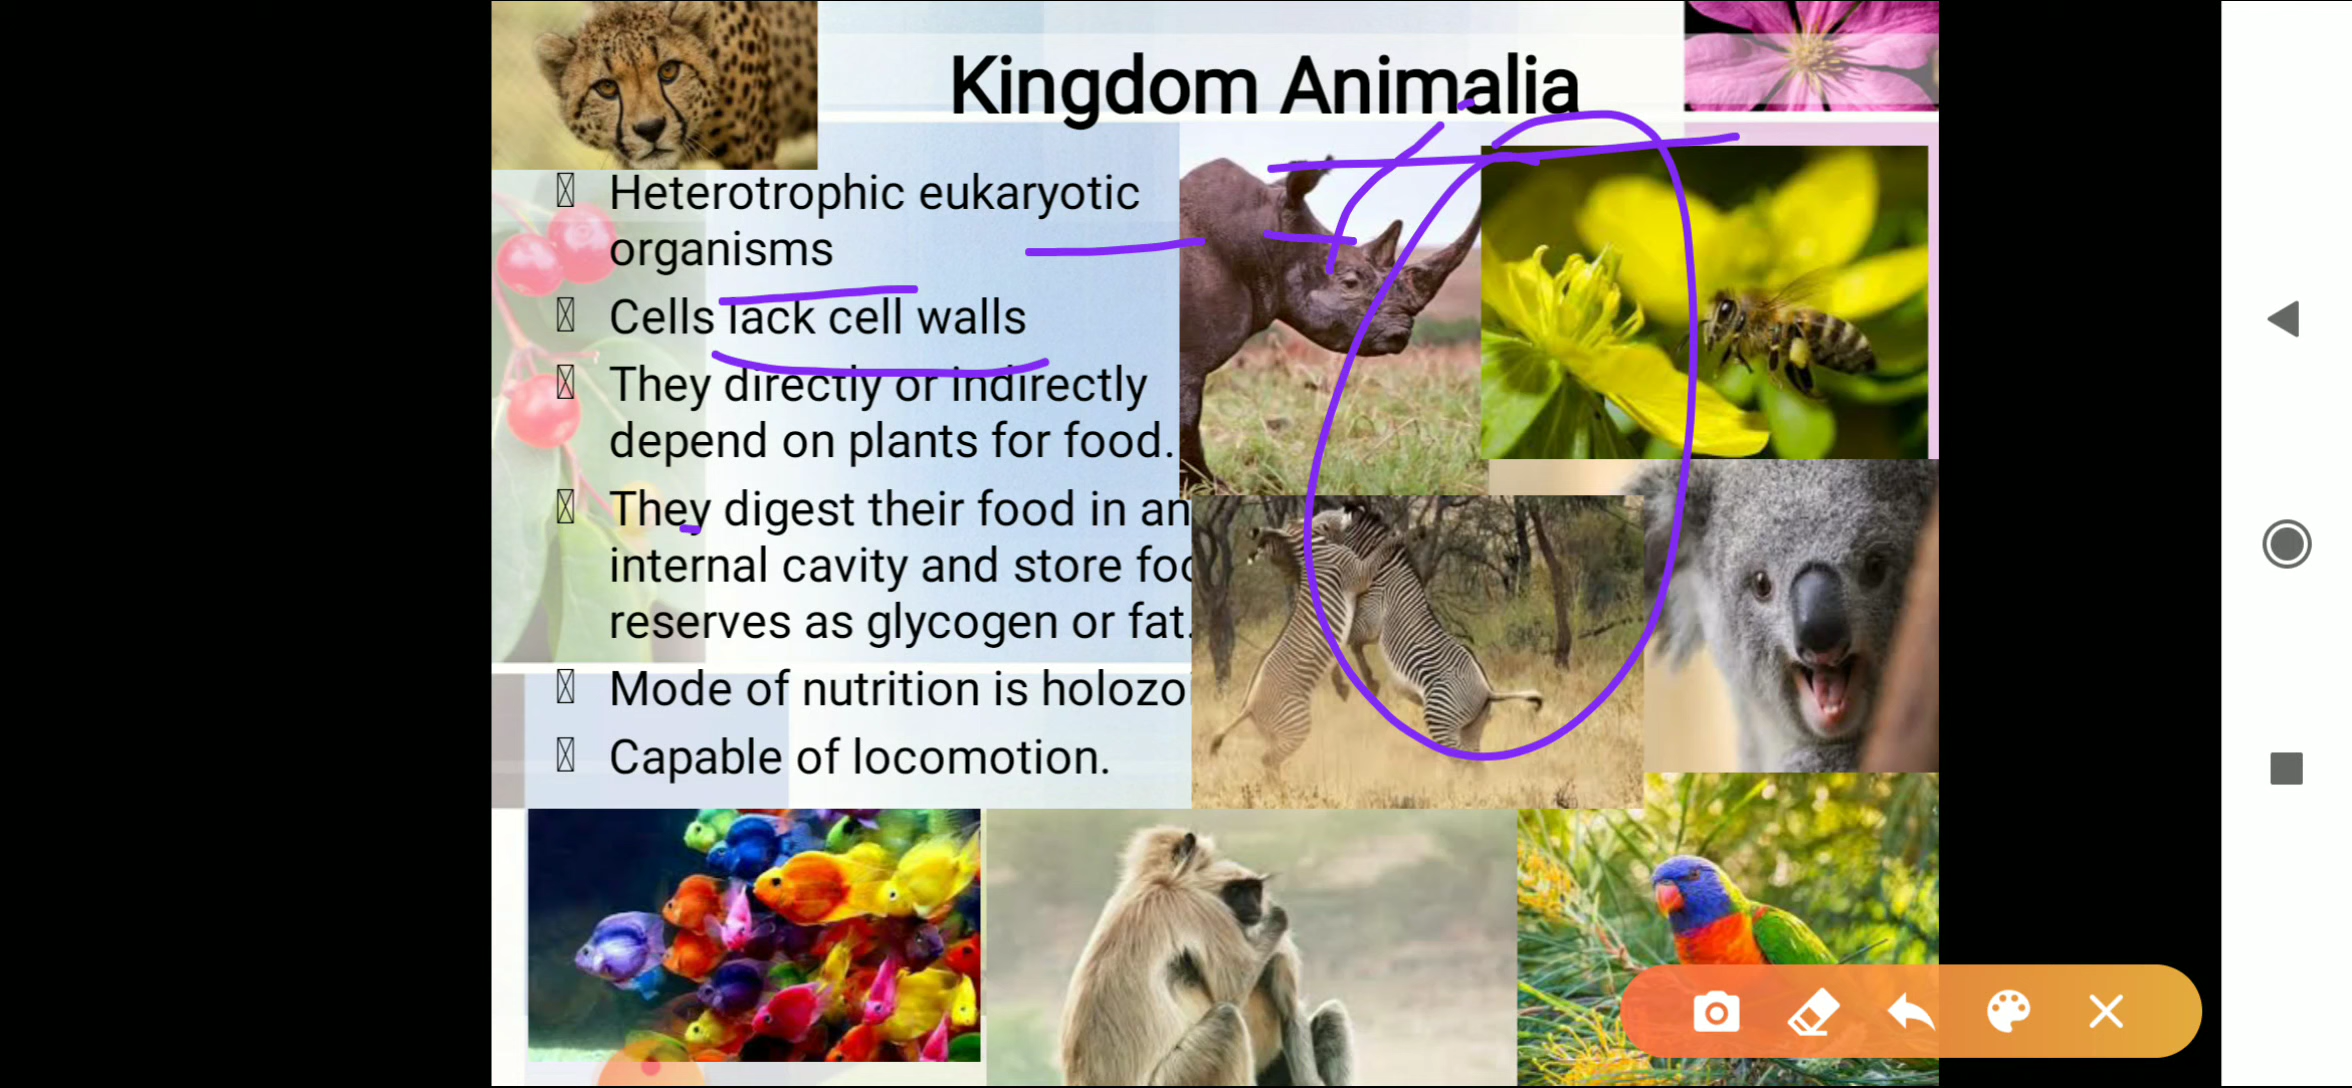 Kingdom Animalia
Heterotrophic eukaryotic
organisms
Cells lack cell walls
They directly or indirectly
depend on plants for food.
They digest their food in an
internal cavity and store foo
reserves as glycogen or fat.
Mode of nutrition is holozo
Capable of locomotion.